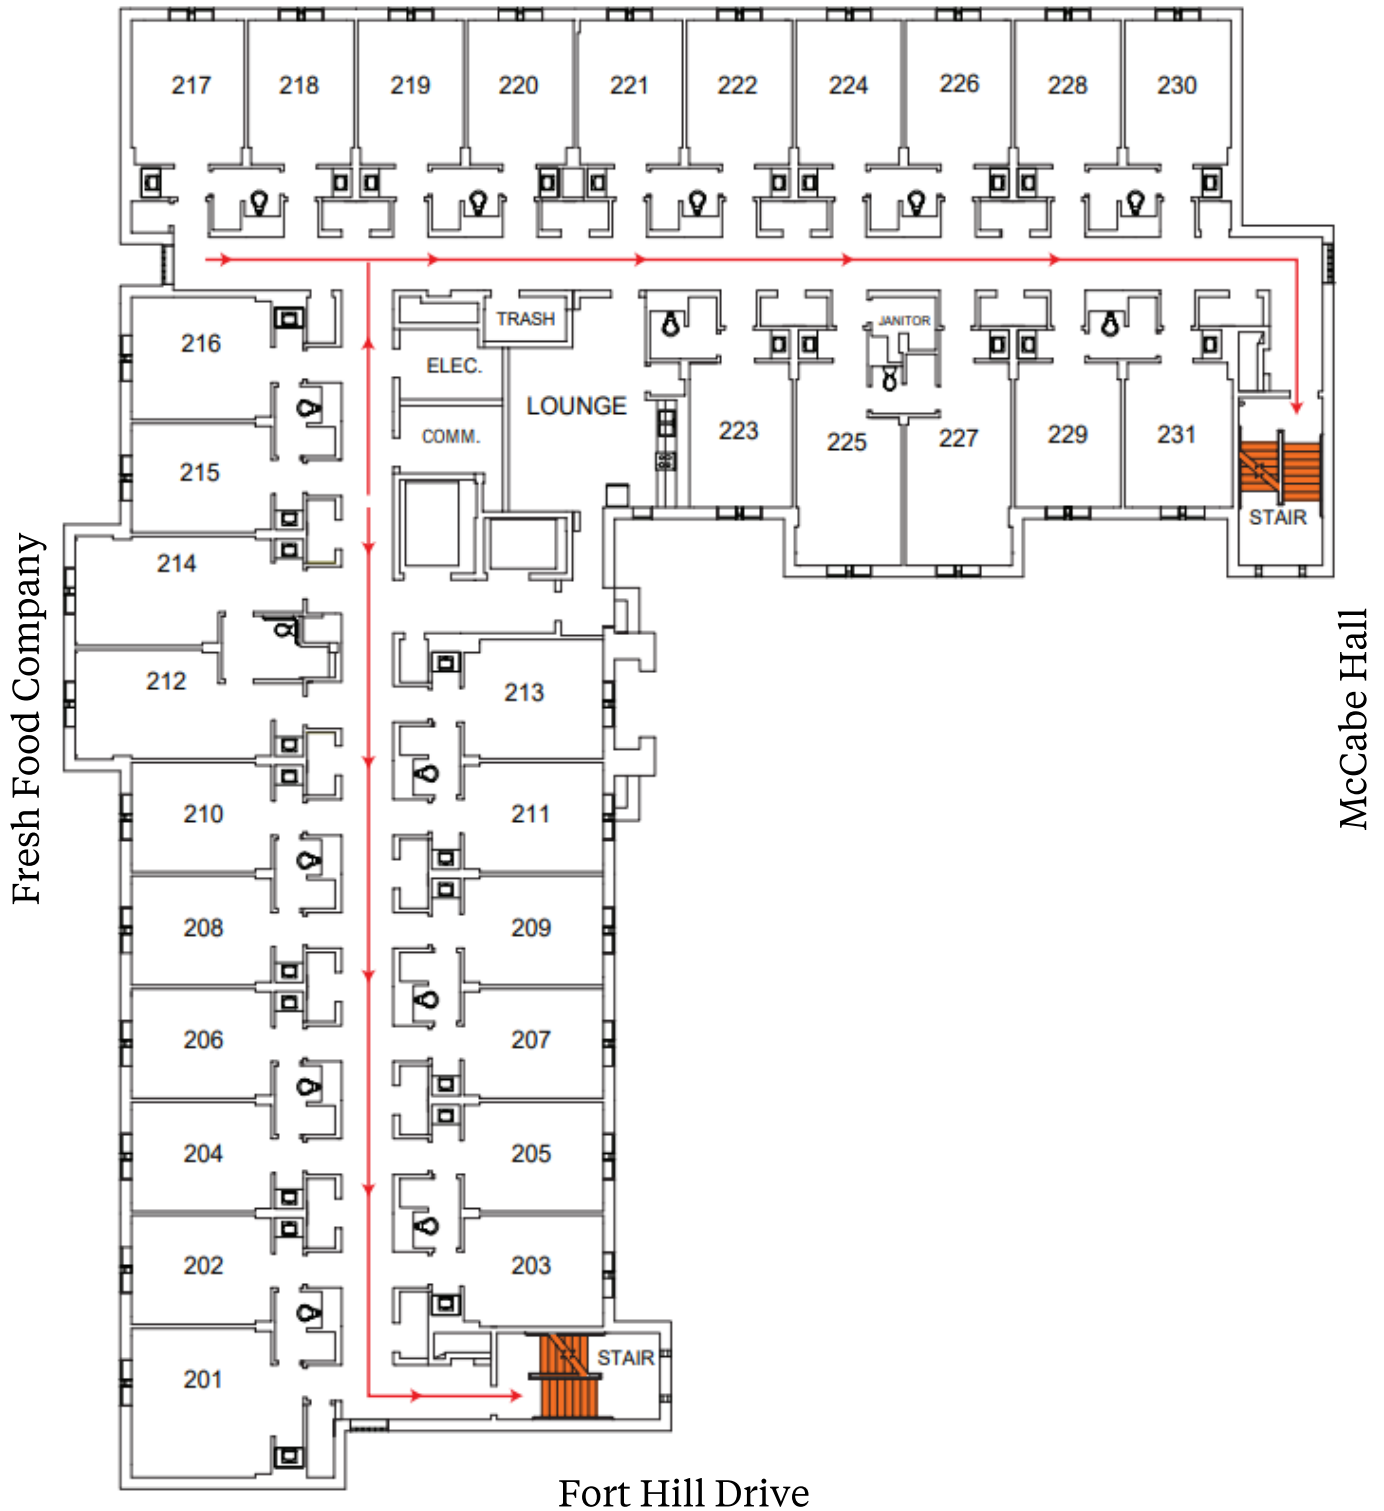 217 218 219 220 221 222 224 226 228 230
216
TRASH
JANITOR
ELEC.
LOUNGE
COMM.
223
225
227
229
231
215
STAIR
214
212
213
210
211
208
209
206
207
204
205
202
203
STAIR
201
Fresh Food Company
McCabe Hall
Fort Hill Drive